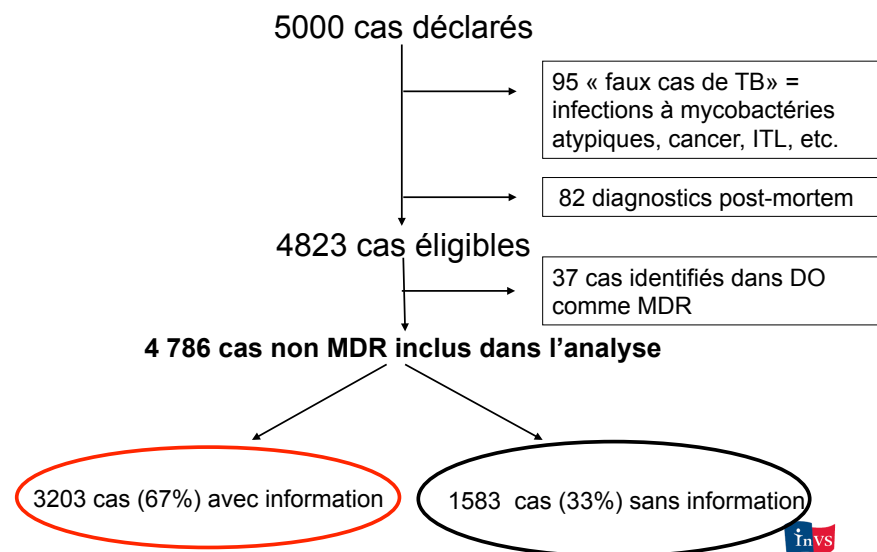 5000 cas déclarés
95 « faux cas de TB» =
infections à mycobactéries
atypiques, cancer, ITL, etc.
82 diagnostics post-mortem
4823 cas éligibles
37 cas identifiés dans DO
comme MDR
4 786 cas non MDR inclus dans l’analyse
3203 cas (67%) avec information
1583 cas (33%) sans information
InVS